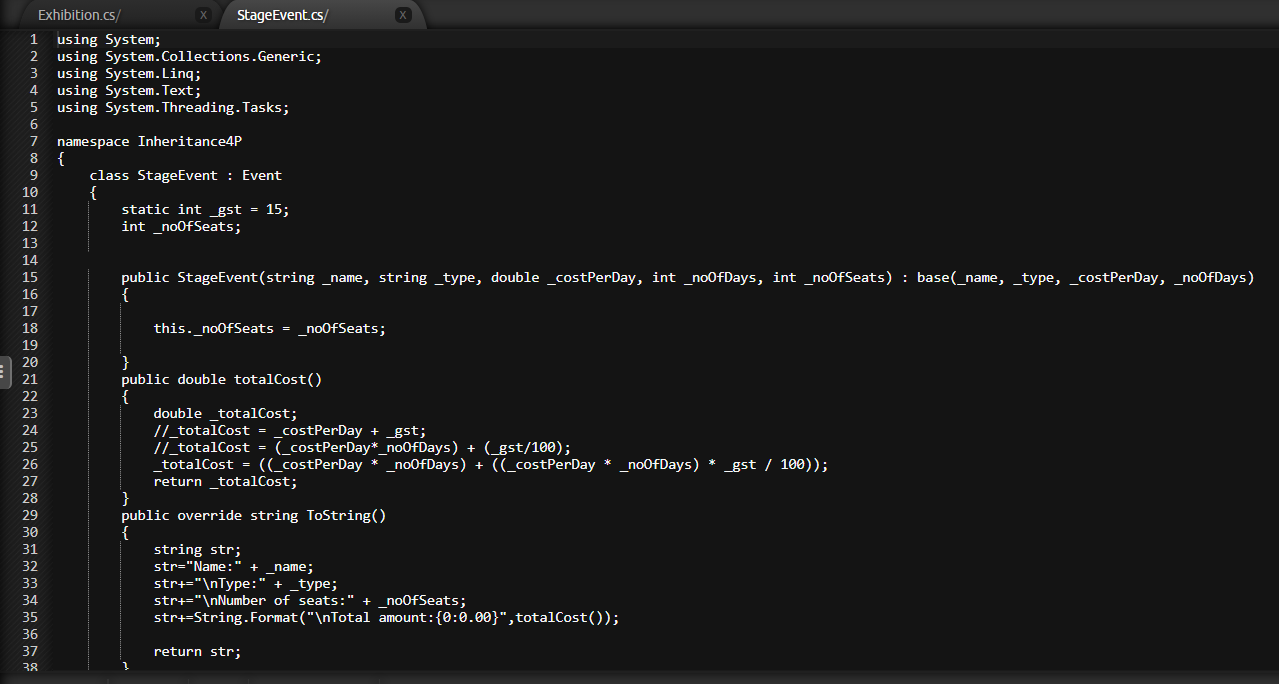 Exhibition.cs/ X StageEvent.cs/ X
1 using System;
2 using System.Collections.Generic;
3 using System.Linq;
4 using System.Text;
5 using System.Threading.Tasks;
6
7 namespace Inheritance4P
8 {
9     class StageEvent : Event
10     {
11         static int _gst = 15;
12         int _noOfSeats;
13
14
15         public StageEvent(string _name, string _type, double _costPerDay, int _noOfDays, int _noOfSeats) : base(_name, _type, _costPerDay, _noOfDays)
16         {
17
18             this._noOfSeats = _noOfSeats;
19
20         }
21         public double totalCost()
22         {
23             double _totalCost;
24             //_totalCost = _costPerDay + _gst;
25             //_totalCost = (_costPerDay*_noOfDays) + (_gst/100);
26             _totalCost = ((_costPerDay * _noOfDays) + ((_costPerDay * _noOfDays) * _gst / 100));
27             return _totalCost;
28         }
29         public override string ToString()
30         {
31             string str;
32             str="Name:" + _name;
33             str+="\nType:" + _type;
34             str+="\nNumber of seats:" + _noOfSeats;
35             str+=String.Format("\nTotal amount:{0:0.00}",totalCost());
36
37             return str;
38         }